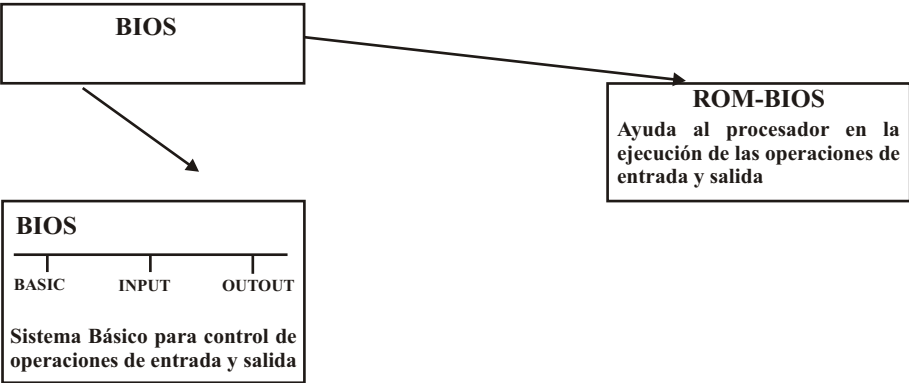 BIOS
ROM-BIOS
Ayuda al procesador en la
ejecución de las operaciones de
entrada y salida
BIOS
BASIC INPUT OUTOUT
Sistema Básico para control de
operaciones de entrada y salida